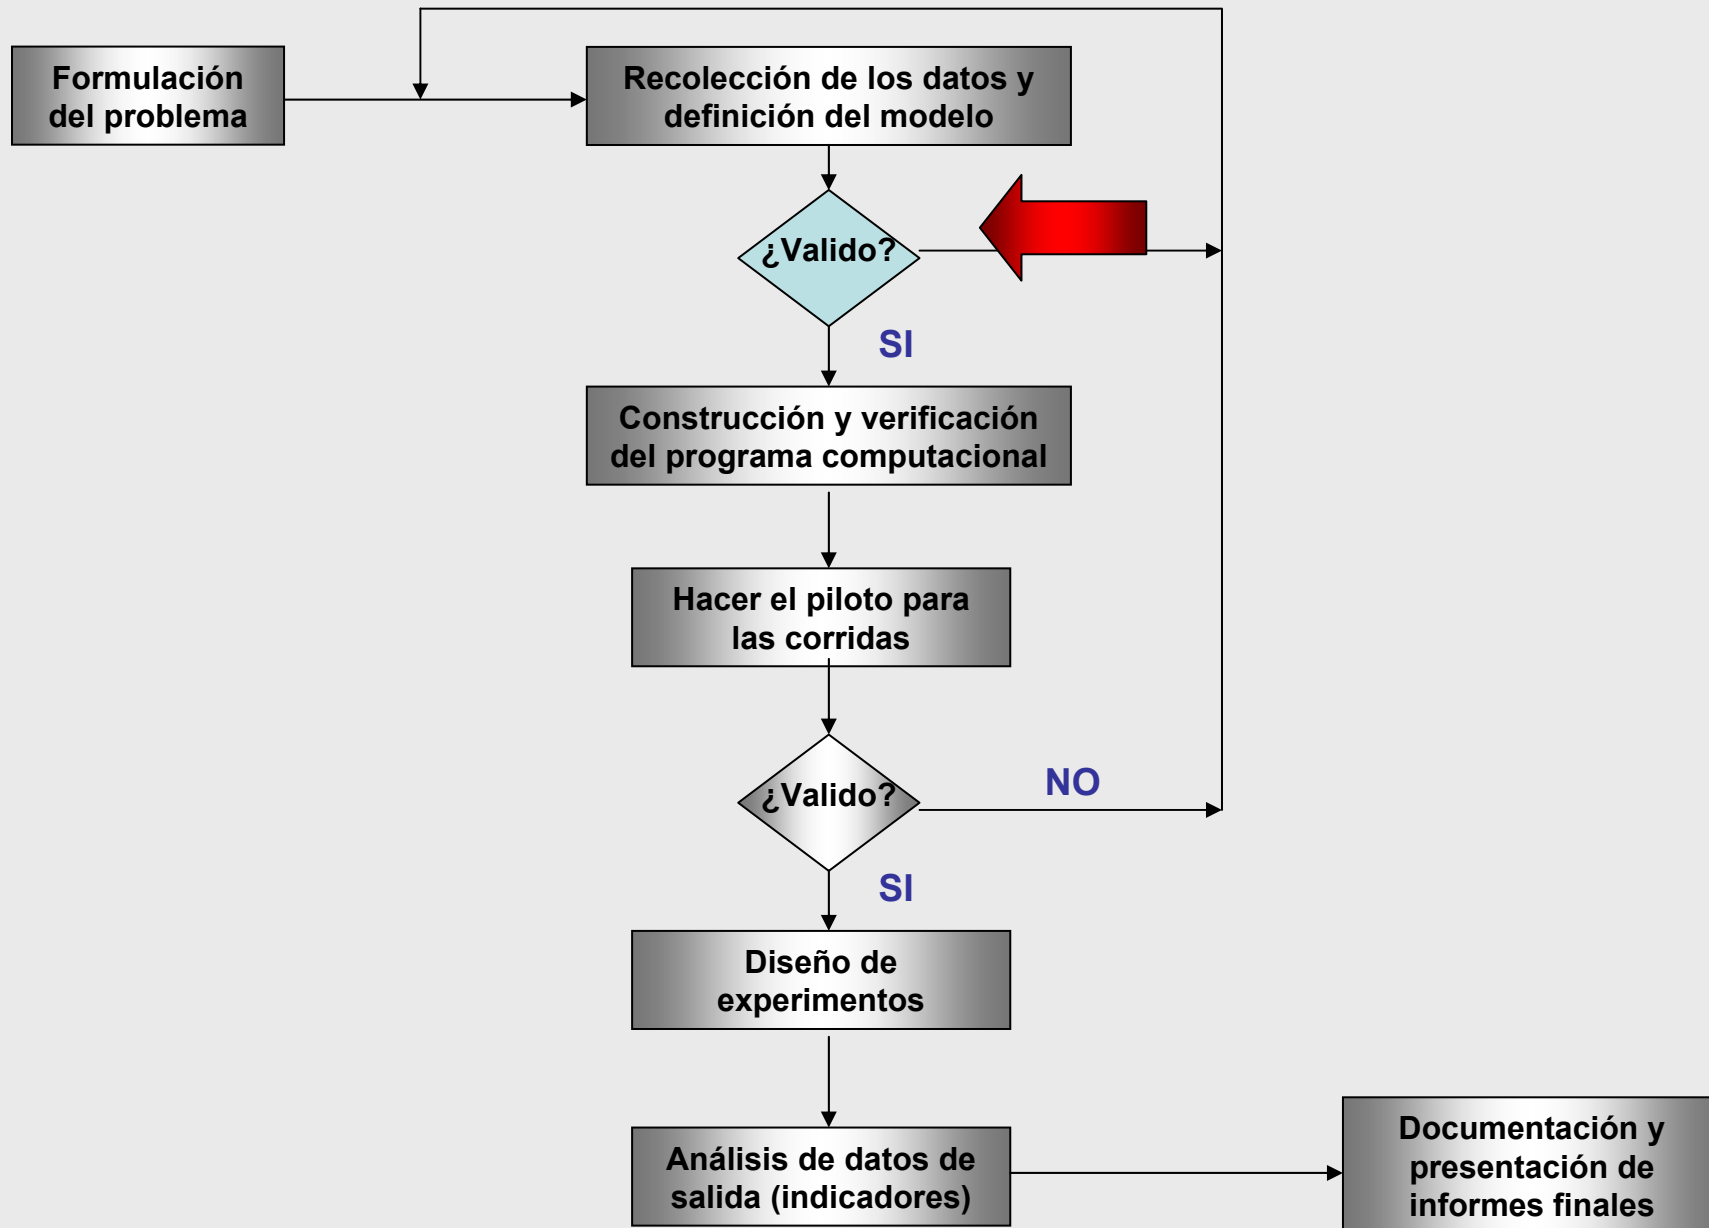 Formulación
del problema
Recolección de los datos y
definición del modelo
¿Valido?
SI
Construcción y verificación
del programa computacional
Hacer el piloto para
las corridas
¿Valido?
NO
SI
Diseño de
experimentos
Análisis de datos de
salida (indicadores)
Documentación y
presentación de
informes finales